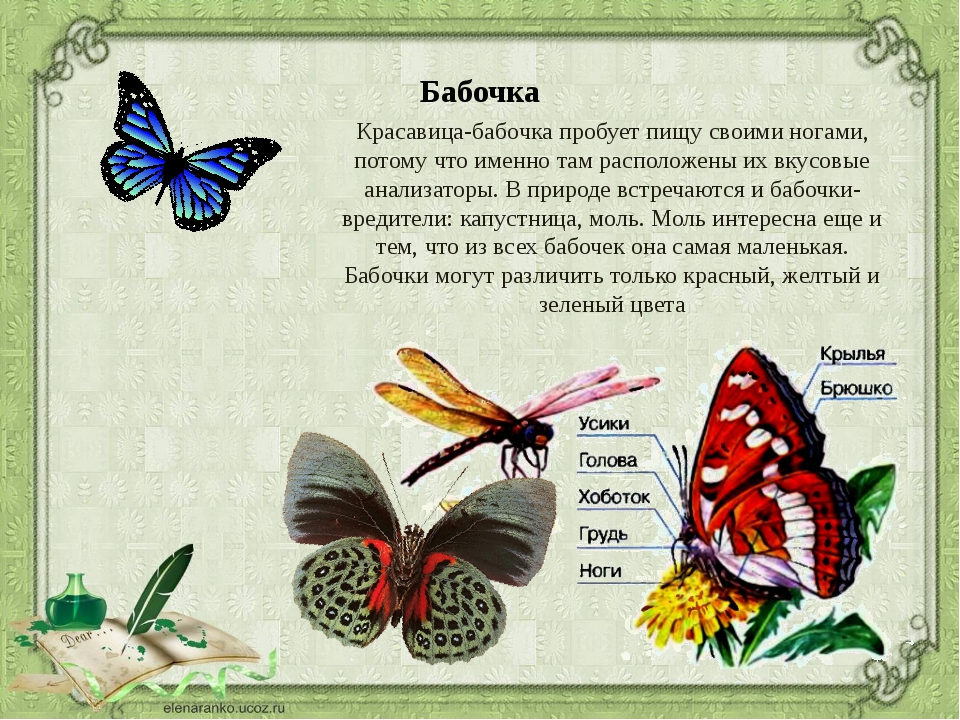 Бабочка
Красавица-бабочка пробует пищу своими ногами,
потому что именно там расположены их вкусовые
анализаторы. В природе встречаются и бабочки-
вредители: капустница, моль. Моль интересна еще и
тем, что из всех бабочек она самая маленькая.
Бабочки могут различить только красный, желтый и
зеленый цвета
Крылья
Брюшко
Усики
Голова
Хоботок
Грудь
Ноги
Dear...
elenaranko.ucoz.ru